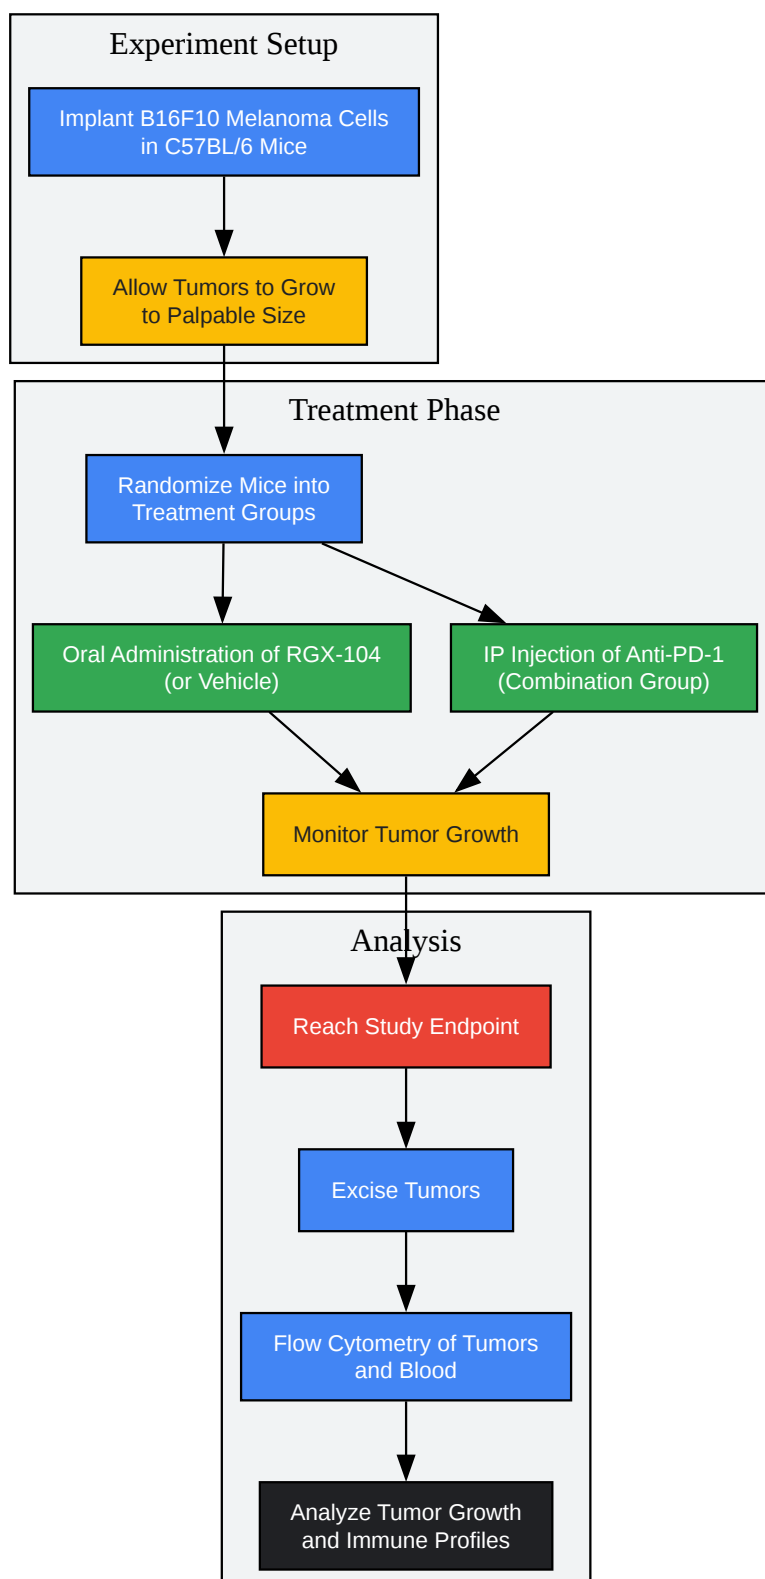 Experiment Setup
Implant B16F10 Melanoma Cells
in C57BL/6 Mice
Allow Tumors to Grow
to Palpable Size
Treatment Phase
Randomize Mice into
Treatment Groups
Oral Administration of RGX-104
(or Vehicle)
IP Injection of Anti-PD-1
(Combination Group)
Monitor Tumor Growth
Analysis
Reach Study Endpoint
Excise Tumors
Flow Cytometry of Tumors
and Blood
Analyze Tumor Growth
and Immune Profiles